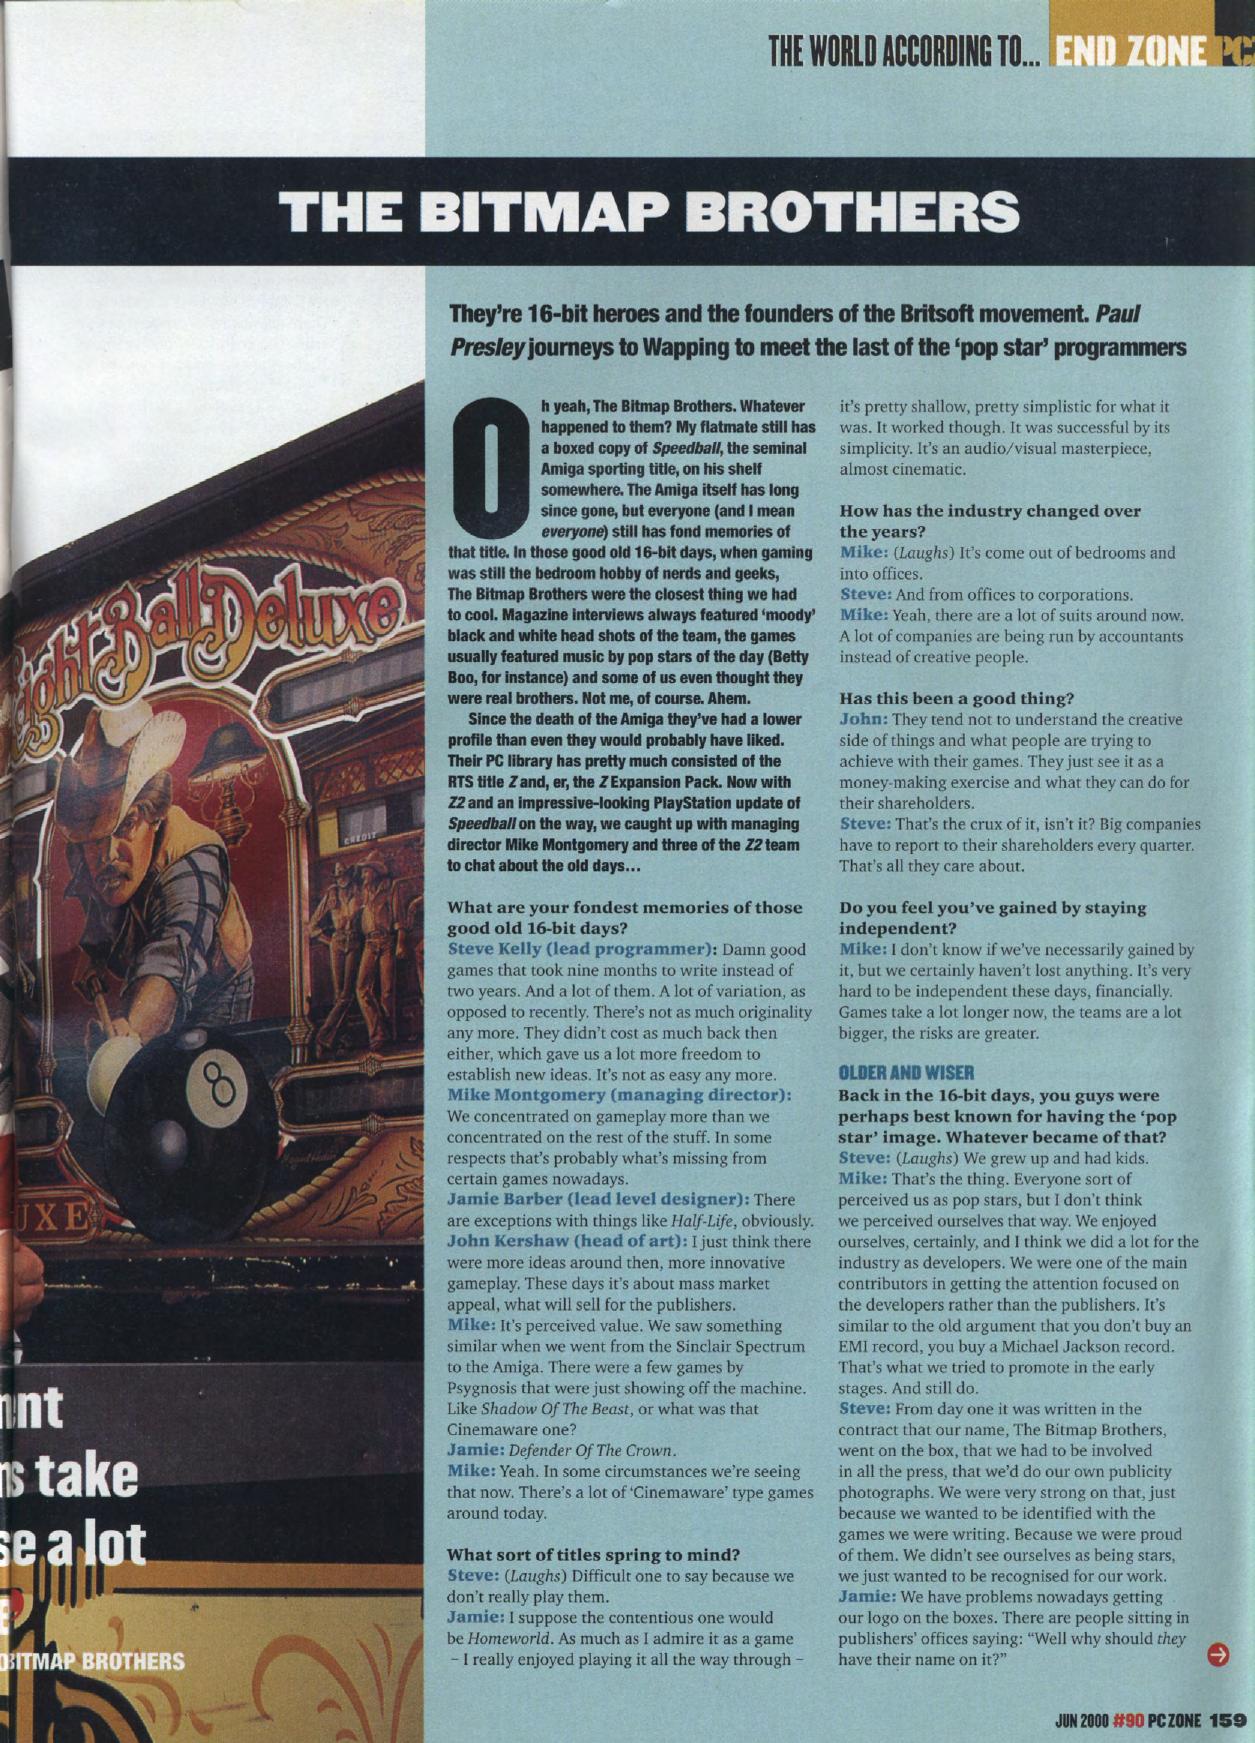 THE WORLD ACCORDING TO... END ZONE PC
THE BITMAP BROTHERS
They're 16-bit heroes and the founders of the Britsoft movement. Paul
Presley journeys to Wapping to meet the last of the 'pop star' programmers
Oh yeah, The Bitmap Brothers. Whatever
happened to them? My flatmate still has
a boxed copy of Speedball, the seminal
Amiga sporting title, on his shelf
somewhere. The Amiga itself has long
since gone, but everyone (and I mean
everyone) still has fond memories of
that title. In those good old 16-bit days, when gaming
was still the bedroom hobby of nerds and geeks,
The Bitmap Brothers were the closest thing we had
to cool. Magazine interviews always featured 'moody'
black and white head shots of the team, the games
usually featured music by pop stars of the day (Betty
Boo, for instance) and some of us even thought they
were real brothers. Not me, of course. Ahem.
Since the death of the Amiga they've had a lower
profile than even they would probably have liked.
Their PC library has pretty much consisted of the
RTS title Z and, er, the Z Expansion Pack. Now with
Z2 and an impressive-looking PlayStation update of
Speedball on the way, we caught up with managing
director Mike Montgomery and three of the Z2 team
to chat about the old days...
What are your fondest memories of those
good old 16-bit days?
Steve Kelly (lead programmer): Damn good
games that took nine months to write instead of
two years. And a lot of them. A lot of variation, as
opposed to recently. There's not as much originality
any more. They didn't cost as much back then
either, which gave us a lot more freedom to
establish new ideas. It's not as easy any more.
Mike Montgomery (managing director):
We concentrated on gameplay more than we
concentrated on the rest of the stuff. In some
respects that's probably what's missing from
certain games nowadays.
Jamie Barber (lead level designer): There
are exceptions with things like Half-Life, obviously.
John Kershaw (head of art): I just think there
were more ideas around then, more innovative
gameplay. These days it's about mass market
appeal, what will sell for the publishers.
Mike: It's perceived value. We saw something
similar when we went from the Sinclair Spectrum
to the Amiga. There were a few games by
Psygnosis that were just showing off the machine.
Like Shadow Of The Beast, or what was that
Cinemaware one?
Jamie: Defender Of The Crown.
Mike: Yeah. In some circumstances we're seeing
that now. There's a lot of 'Cinemaware' type games
around today.
What sort of titles spring to mind?
Steve: (Laughs) Difficult one to say because we
don't really play them.
Jamie: I suppose the contentious one would
be Homeworld. As much as I admire it as a game
– I really enjoyed playing it all the way through –
it's pretty shallow, pretty simplistic for what it
was. It worked though. It was successful by its
simplicity. It's an audio/visual masterpiece,
almost cinematic.
How has the industry changed over
the years?
Mike: (Laughs) It's come out of bedrooms and
into offices.
Steve: And from offices to corporations.
Mike: Yeah, there are a lot of suits around now.
A lot of companies are being run by accountants
instead of creative people.
Has this been a good thing?
John: They tend not to understand the creative
side of things and what people are trying to
achieve with their games. They just see it as a
money-making exercise and what they can do for
their shareholders.
Steve: That's the crux of it, isn't it? Big companies
have to report to their shareholders every quarter.
That's all they care about.
Do you feel you've gained by staying
independent?
Mike: I don't know if we've necessarily gained by
it, but we certainly haven't lost anything. It's very
hard to be independent these days, financially.
Games take a lot longer now, the teams are a lot
bigger, the risks are greater.
OLDER AND WISER
Back in the 16-bit days, you guys were
perhaps best known for having the 'pop
star' image. Whatever became of that?
Steve: (Laughs) We grew up and had kids.
Mike: That's the thing. Everyone sort of
perceived us as pop stars, but I don't think
we perceived ourselves that way. We enjoyed
ourselves, certainly, and I think we did a lot for the
industry as developers. We were one of the main
contributors in getting the attention focused on
the developers rather than the publishers. It's
similar to the old argument that you don't buy an
EMI record, you buy a Michael Jackson record.
That's what we tried to promote in the early
stages. And still do.
Steve: From day one it was written in the
contract that our name, The Bitmap Brothers,
went on the box, that we had to be involved
in all the press, that we'd do our own publicity
photographs. We were very strong on that, just
because we wanted to be identified with the
games we were writing. Because we were proud
of them. We didn't see ourselves as being stars,
we just wanted to be recognised for our work.
Jamie: We have problems nowadays getting
our logo on the boxes. There are people sitting in
publishers' offices saying: "Well why should they
have their name on it?"
ight Ball Deluxe
CREDIT
8
UXE
nt
s take
se a lot
BITMAP BROTHERS
JUN 2000 #90 PC ZONE 159